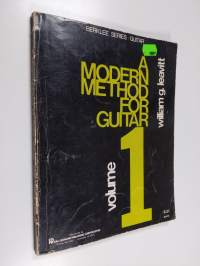 BERKLEE SERIES · GUITAR
A
MODERN
METHOD
FOR
GUITAR
william g. leavitt
volume
1